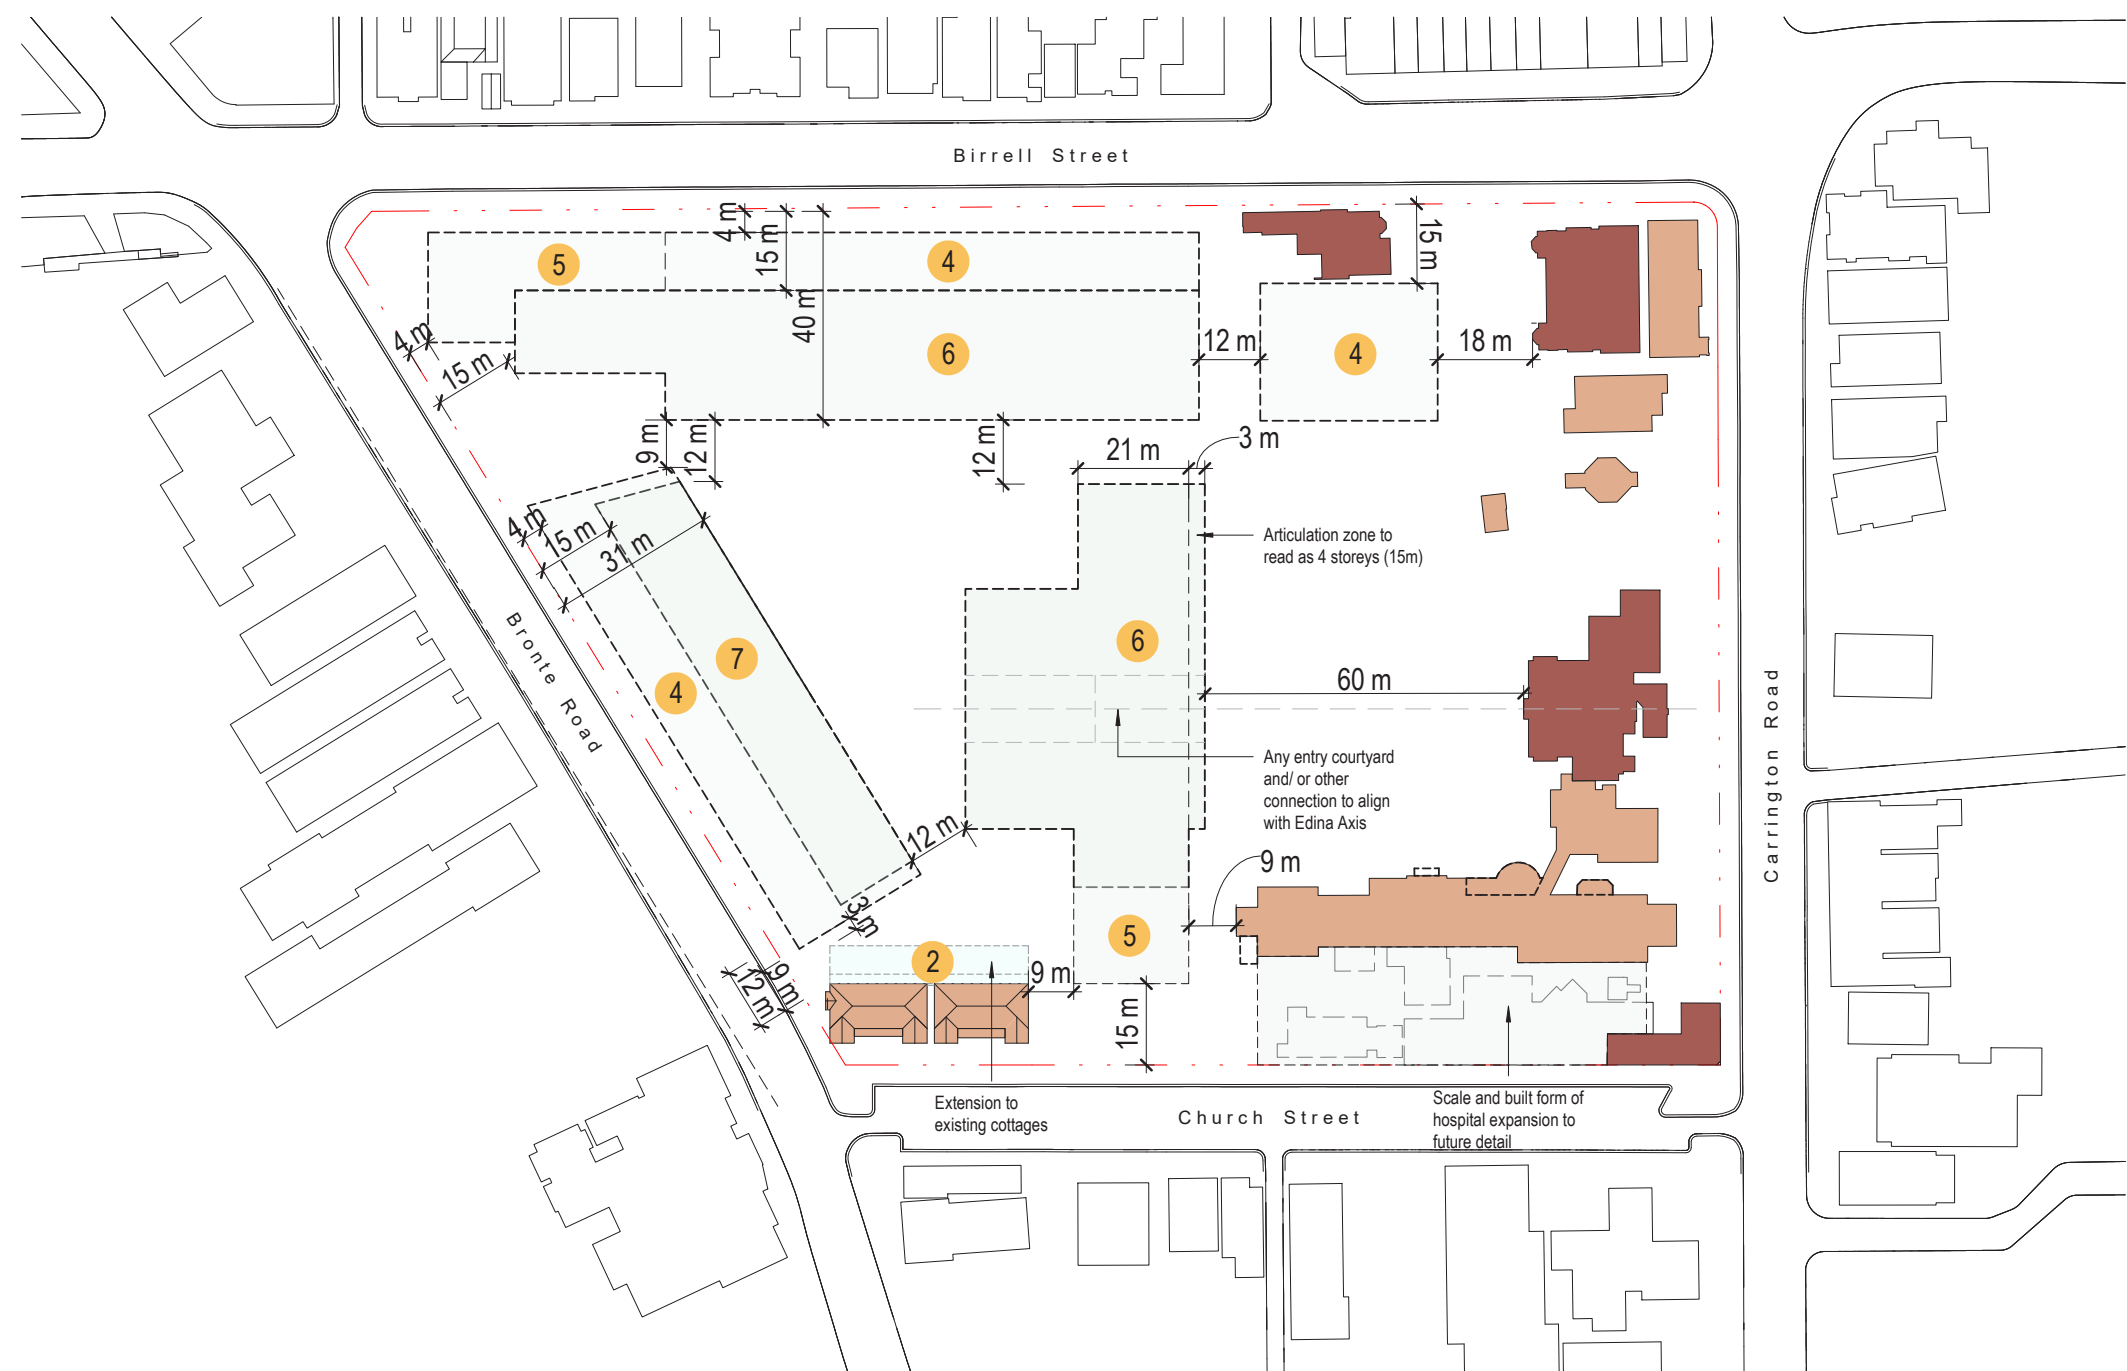 Birrell Street
4 m
15 m
40 m
5
4
15 m
4 m
15 m
6
12 m
4
18 m
9 m
12 m
12 m
21 m
3 m
4 m
15 m
31 m
Articulation zone to
read as 4 storeys (15m)
Bronte Road
7
4
6
60 m
Carrington Road
Any entry courtyard
and/ or other
connection to align
with Edina Axis
12 m
9 m
3 m
5
2
9 m
12 m
9 m
15 m
Extension to
existing cottages
Church Street
Scale and built form of
hospital expansion to
future detail